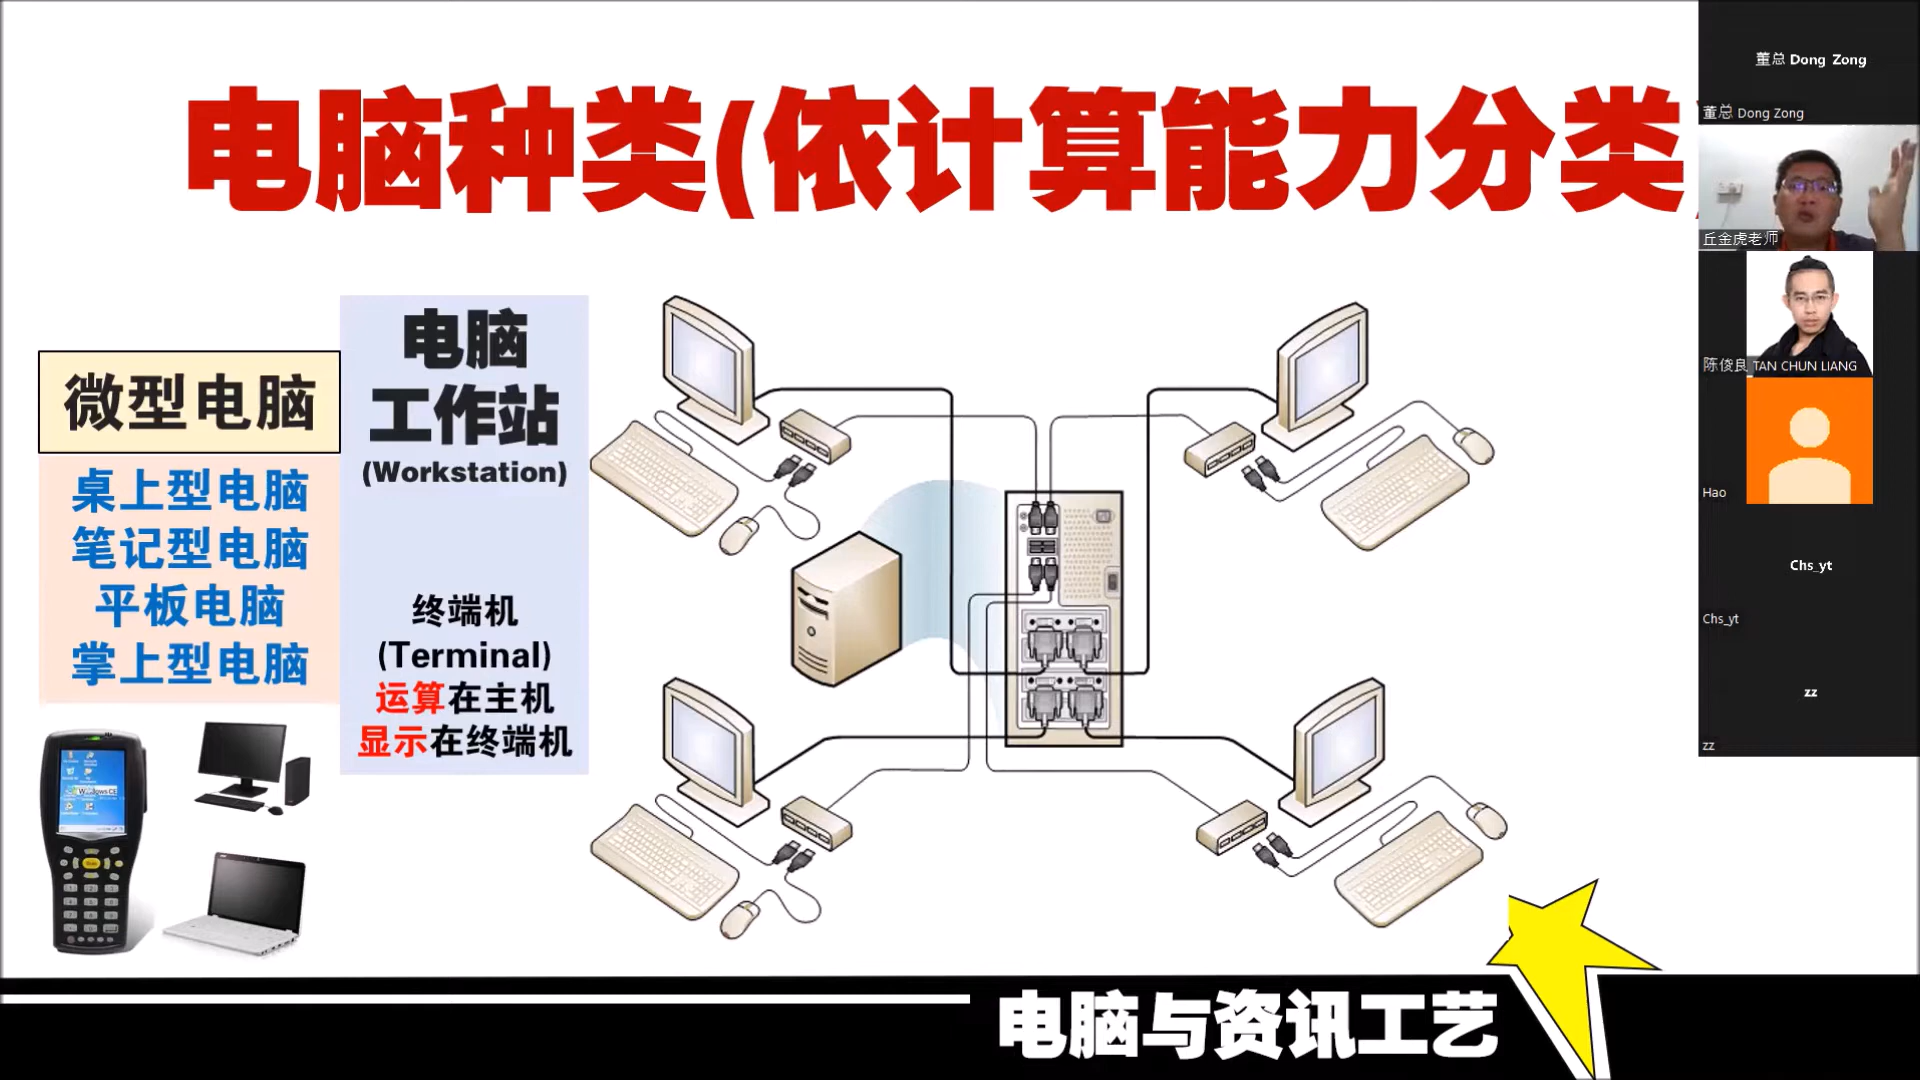 电脑种类(依计算能力分类)
微型电脑
桌上型电脑
笔记型电脑
平板电脑
掌上型电脑
电脑
工作站
(Workstation)
终端机
(Terminal)
运算在主机
显示在终端机
电脑与资讯工艺
董总 Dong Zong
董总 Dong Zong
丘金虎老师
陈俊良 TAN CHUN LIANG
Hao
Chs_yt
Chs_yt
zz
zz